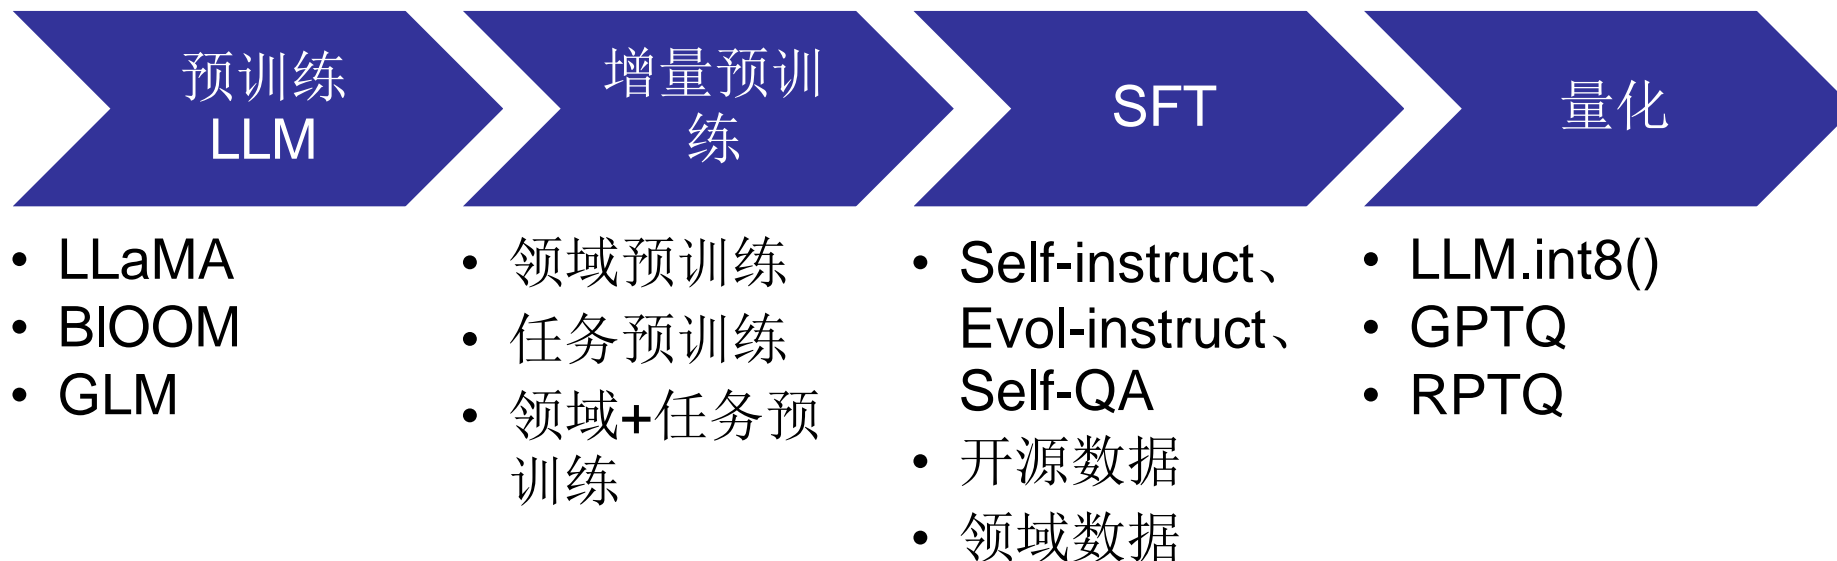 预训练
LLM
增量预训
练
SFT
量化
• LLaMA
• BIOOM
• GLM
• 领域预训练
• 任务预训练
• 领域+任务预
训练
• Self-instruct、
Evol-instruct、
Self-QA
• 开源数据
• 领域数据
• LLM.int8()
• GPTQ
• RPTQ